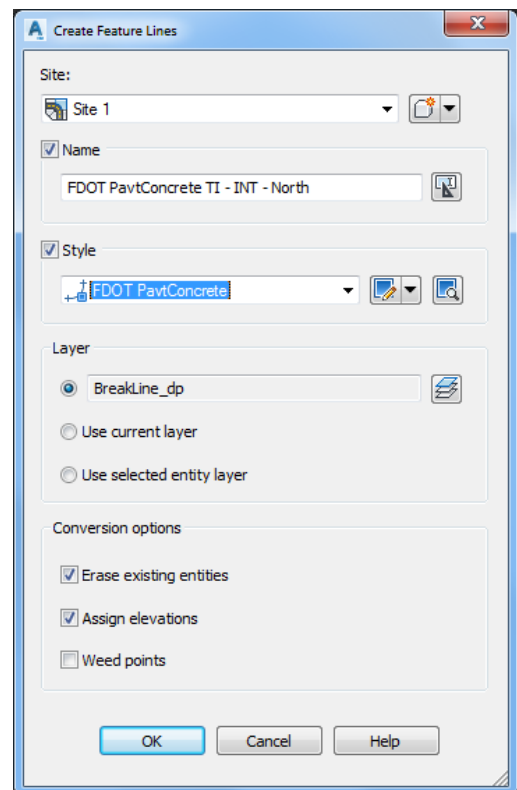 Create Feature Lines
Site:
Site 1
Name
FDOT PavtConcrete TI - INT - North
Style
FDOT PavtConcrete
Layer
BreakLine_dp
Use current layer
Use selected entity layer
Conversion options
Erase existing entities
Assign elevations
Weed points
OK Cancel Help